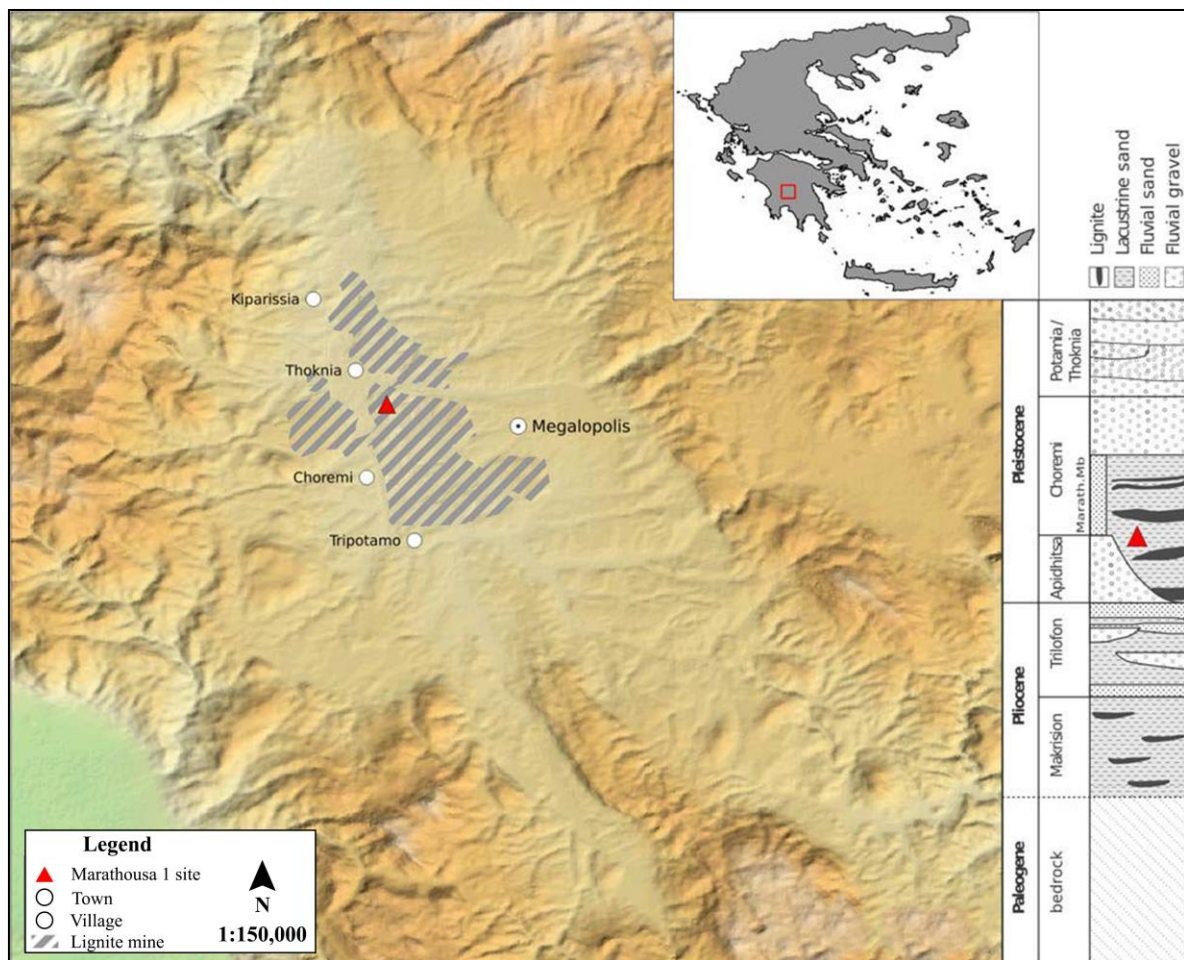 Kiparissia
Thoknia
Megalopolis
Choremi
Tripotamo
Legend
Marathousa 1 site
Town
Village
Lignite mine
N
1:150,000
Lignite
Lacustrine sand
Fluvial sand
Fluvial gravel
Pleistocene
Potamia/
Thoknia
Choremi
Marath.Mb
Apidhitsa
Pliocene
Trilofon
Makrision
Paleogene
bedrock